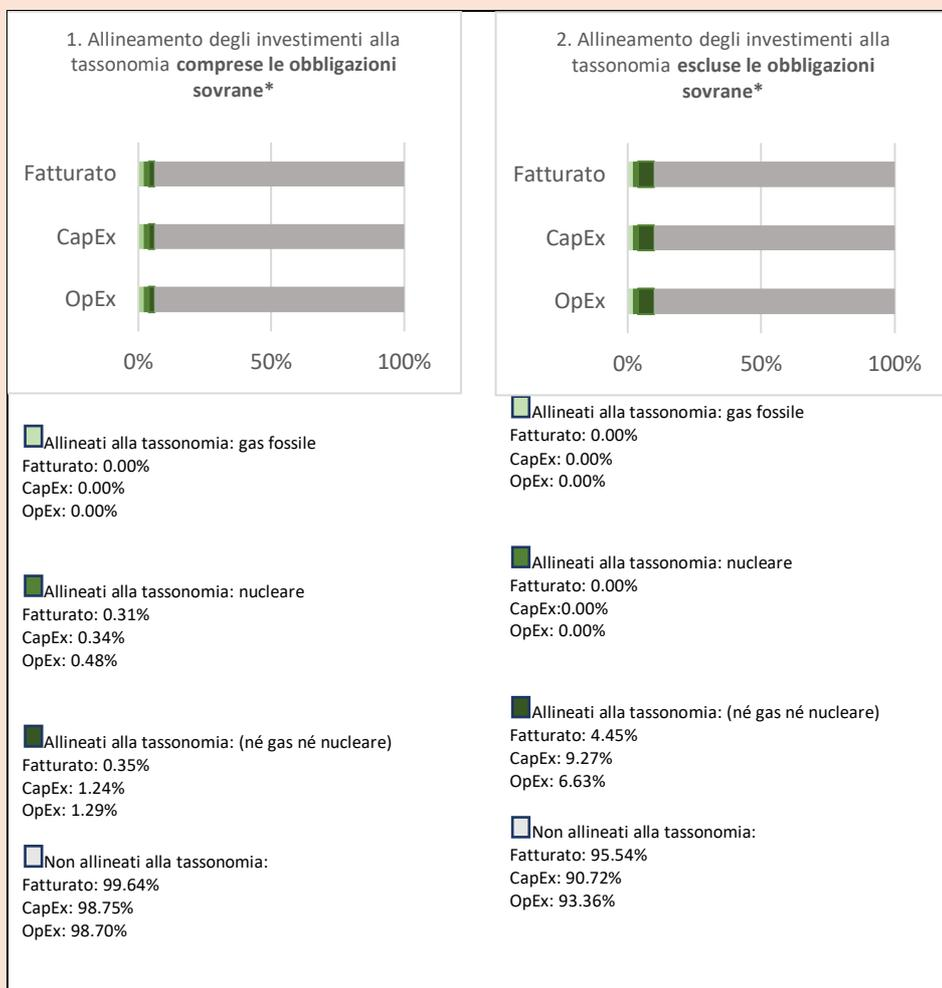 1. Allineamento degli investimenti alla
tassonomia comprese le obbligazioni
sovrane*
Fatturato
CapEx
OpEx
0% 50% 100%
Allineati alla tassonomia: gas fossile
Fatturato: 0.00%
CapEx: 0.00%
OpEx: 0.00%
Allineati alla tassonomia: nucleare
Fatturato: 0.31%
CapEx: 0.34%
OpEx: 0.48%
Allineati alla tassonomia: (né gas né nucleare)
Fatturato: 0.35%
CapEx: 1.24%
OpEx: 1.29%
Non allineati alla tassonomia:
Fatturato: 99.64%
CapEx: 98.75%
OpEx: 98.70%
2. Allineamento degli investimenti alla
tassonomia escluse le obbligazioni
sovrane*
Fatturato
CapEx
OpEx
0% 50% 100%
Allineati alla tassonomia: gas fossile
Fatturato: 0.00%
CapEx: 0.00%
OpEx: 0.00%
Allineati alla tassonomia: nucleare
Fatturato: 0.00%
CapEx:0.00%
OpEx: 0.00%
Allineati alla tassonomia: (né gas né nucleare)
Fatturato: 4.45%
CapEx: 9.27%
OpEx: 6.63%
Non allineati alla tassonomia:
Fatturato: 95.54%
CapEx: 90.72%
OpEx: 93.36%